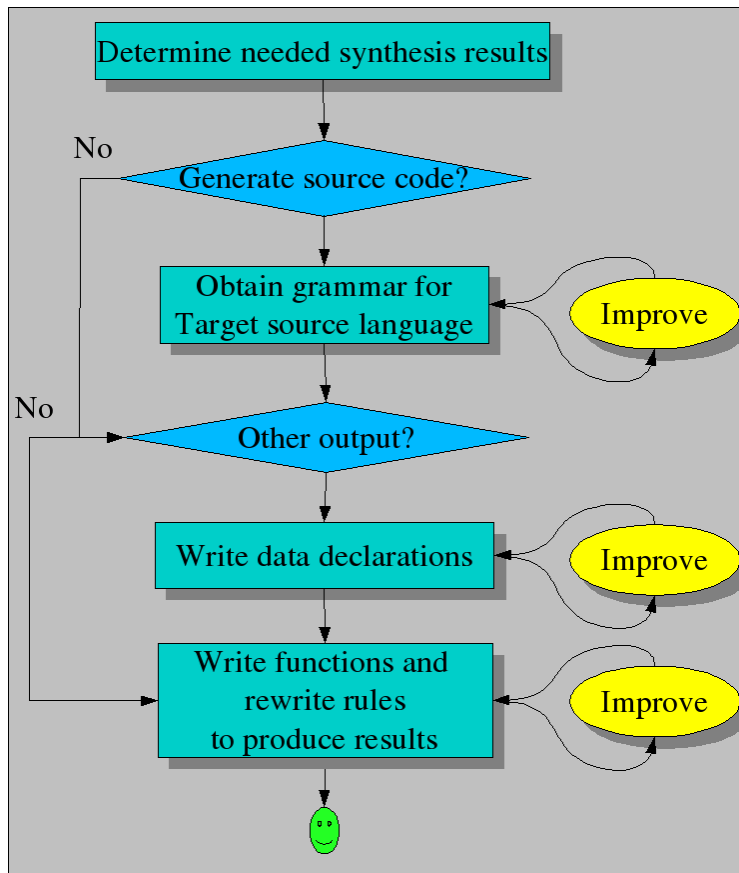 Determine needed synthesis results
No
Generate source code?
Obtain grammar for
Target source language
Improve
No
Other output?
Write data declarations
Improve
Write functions and
rewrite rules
to produce results
Improve